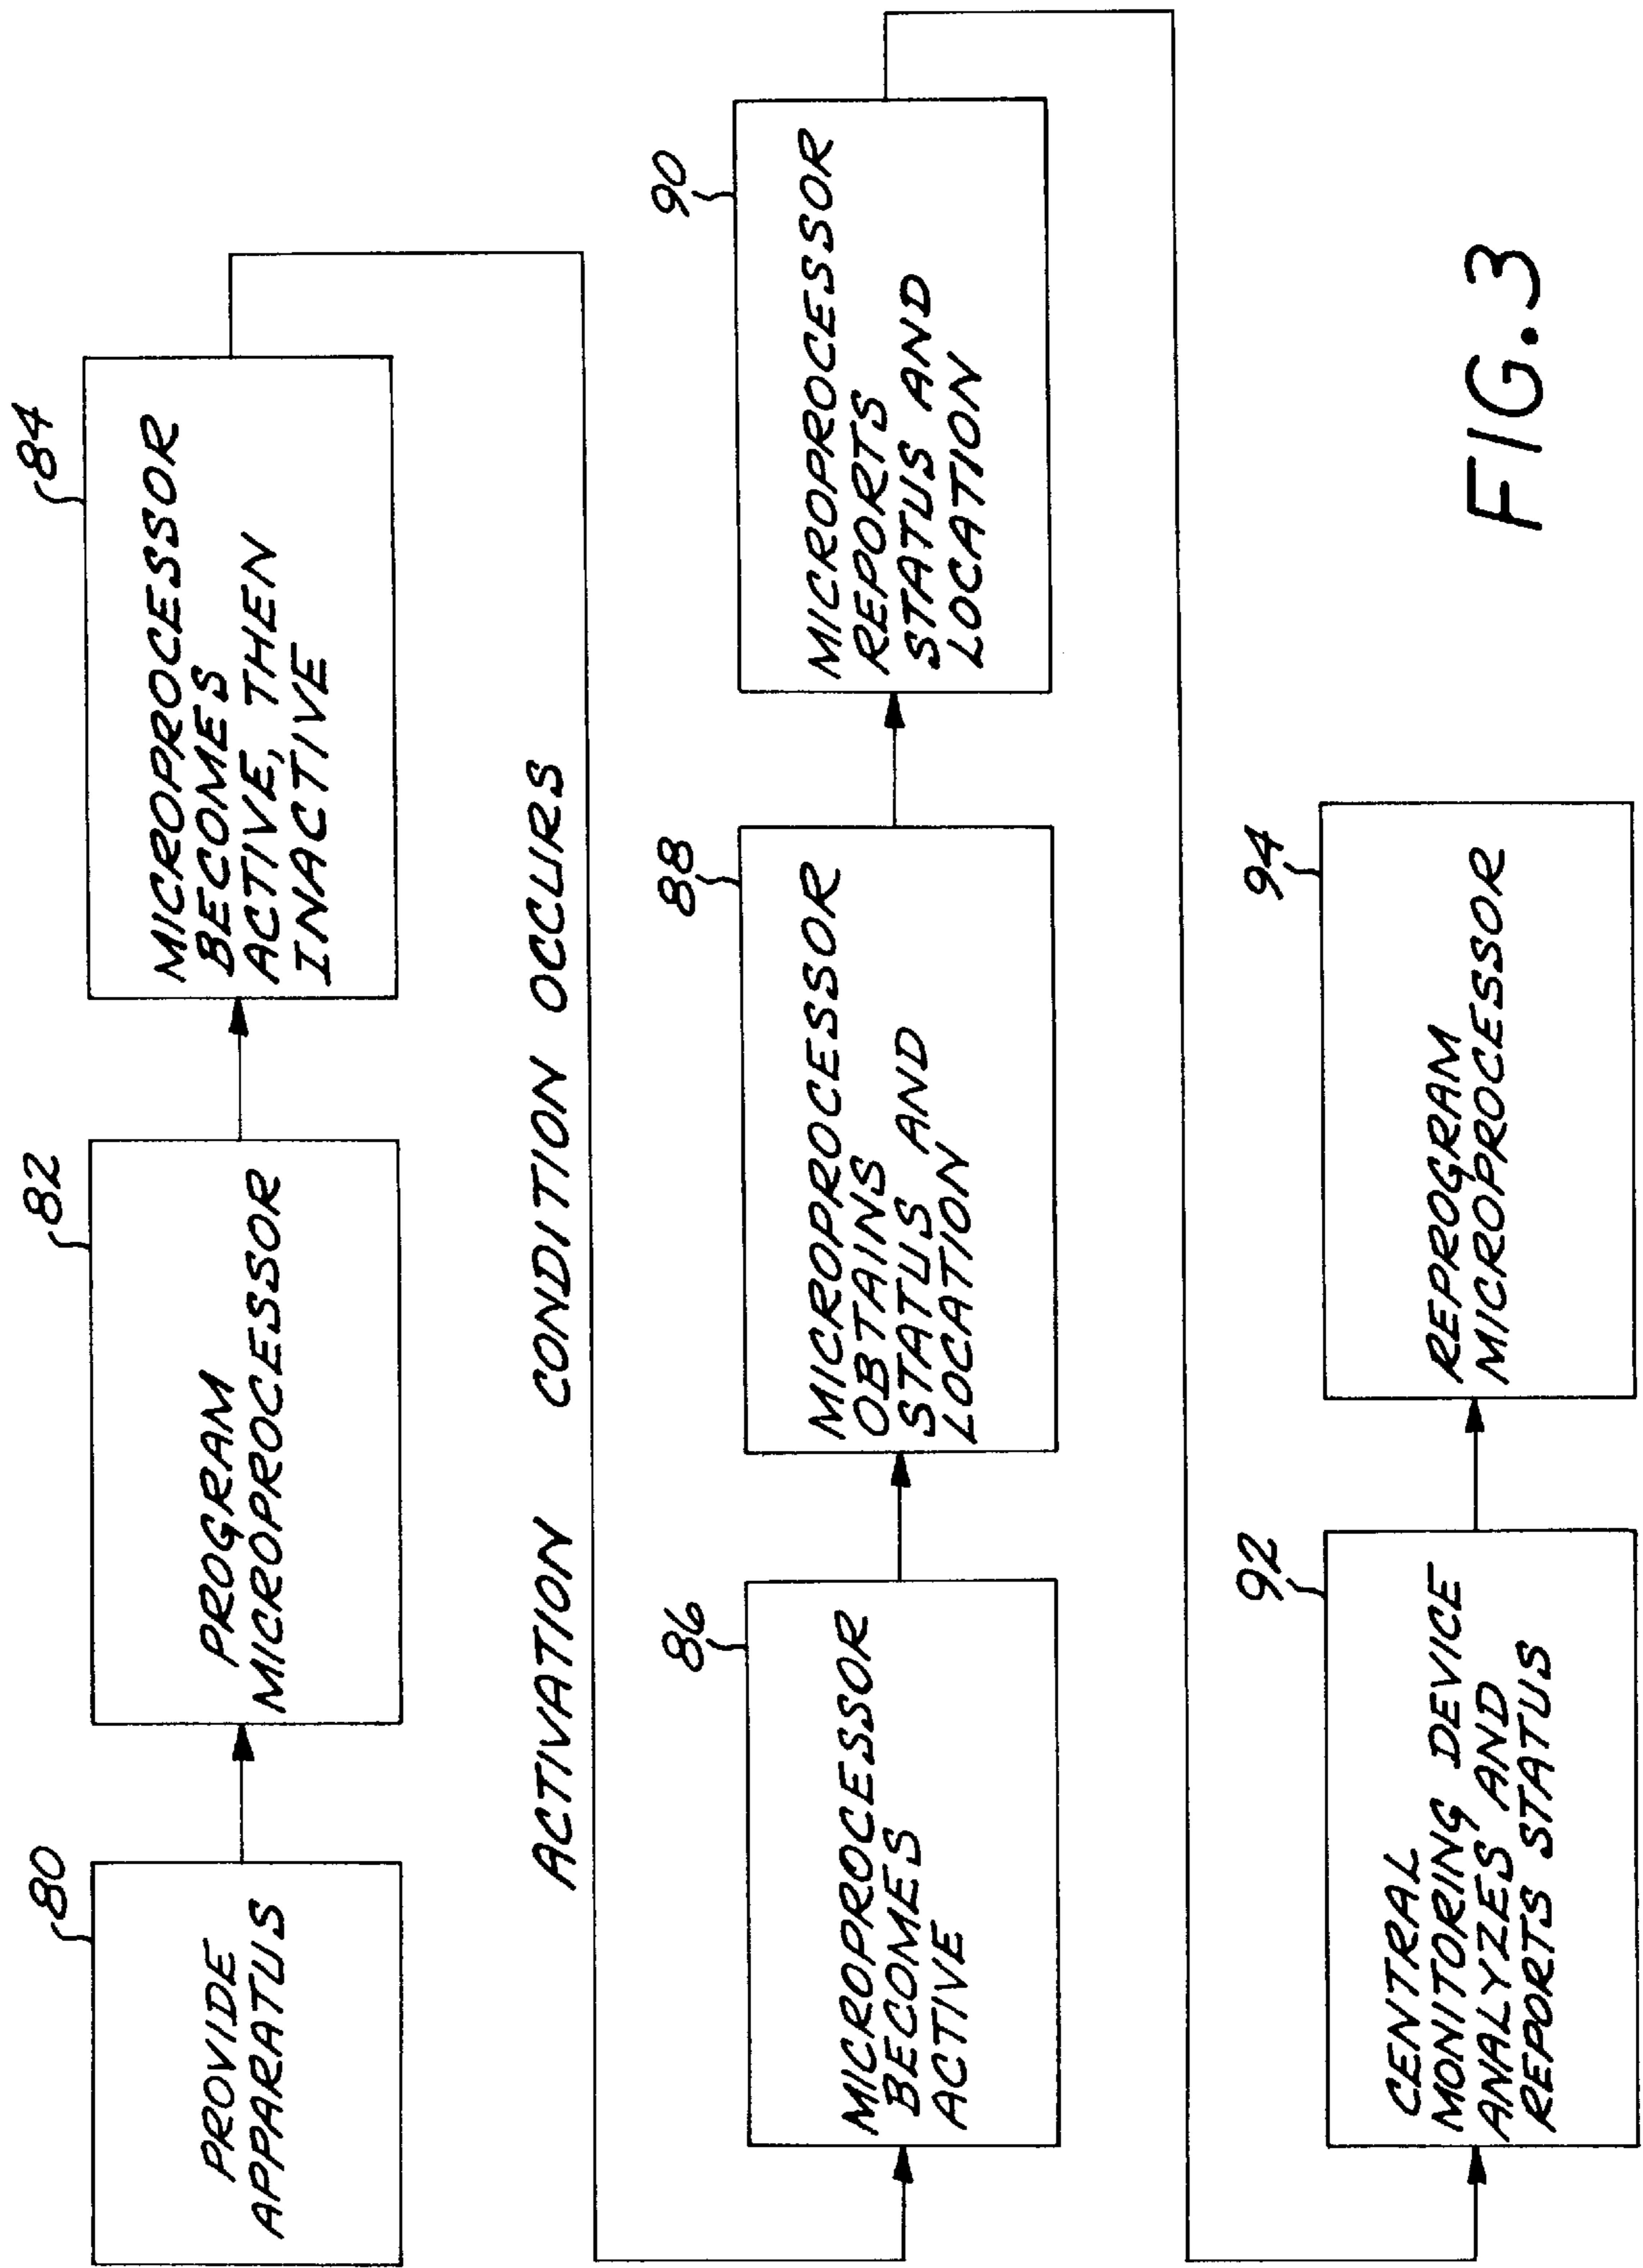 80
PROVIDE
APPARATUS
82
PROGRAM
MICROPROCESSOR
84
MICROPROCESSOR
BECOMES
ACTIVE, THEN
INACTIVE
ACTIVATION CONDITION OCCURS
86
MICROPROCESSOR
BECOMES
ACTIVE
88
MICROPROCESSOR
OBTAINS
STATUS AND
LOCATION
90
MICROPROCESSOR
REPORTS
STATUS AND
LOCATION
92
CENTRAL
MONITORING DEVICE
ANALYZES AND
REPORTS STATUS
94
REPROGRAM
MICROPROCESSOR
FIG.3